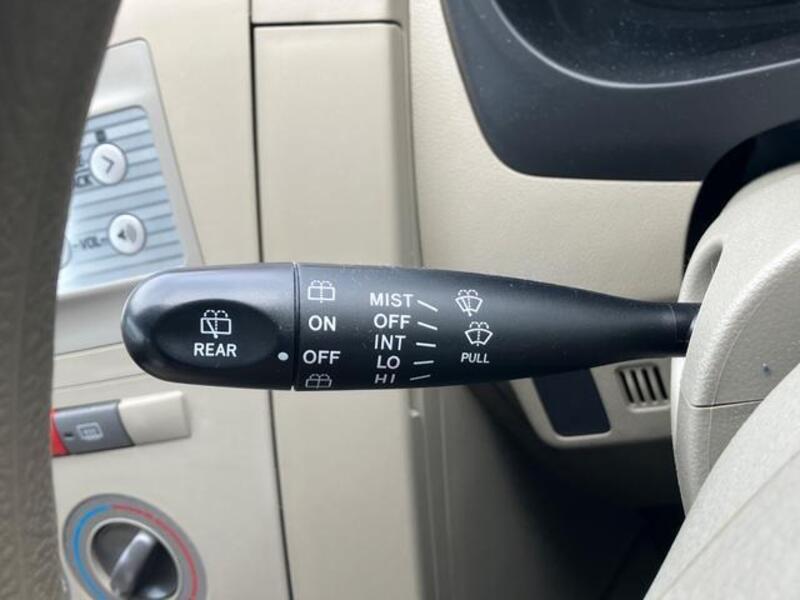 REAR
ON
OFF
MIST
OFF
INT
LO
HI
PULL
-VOL-